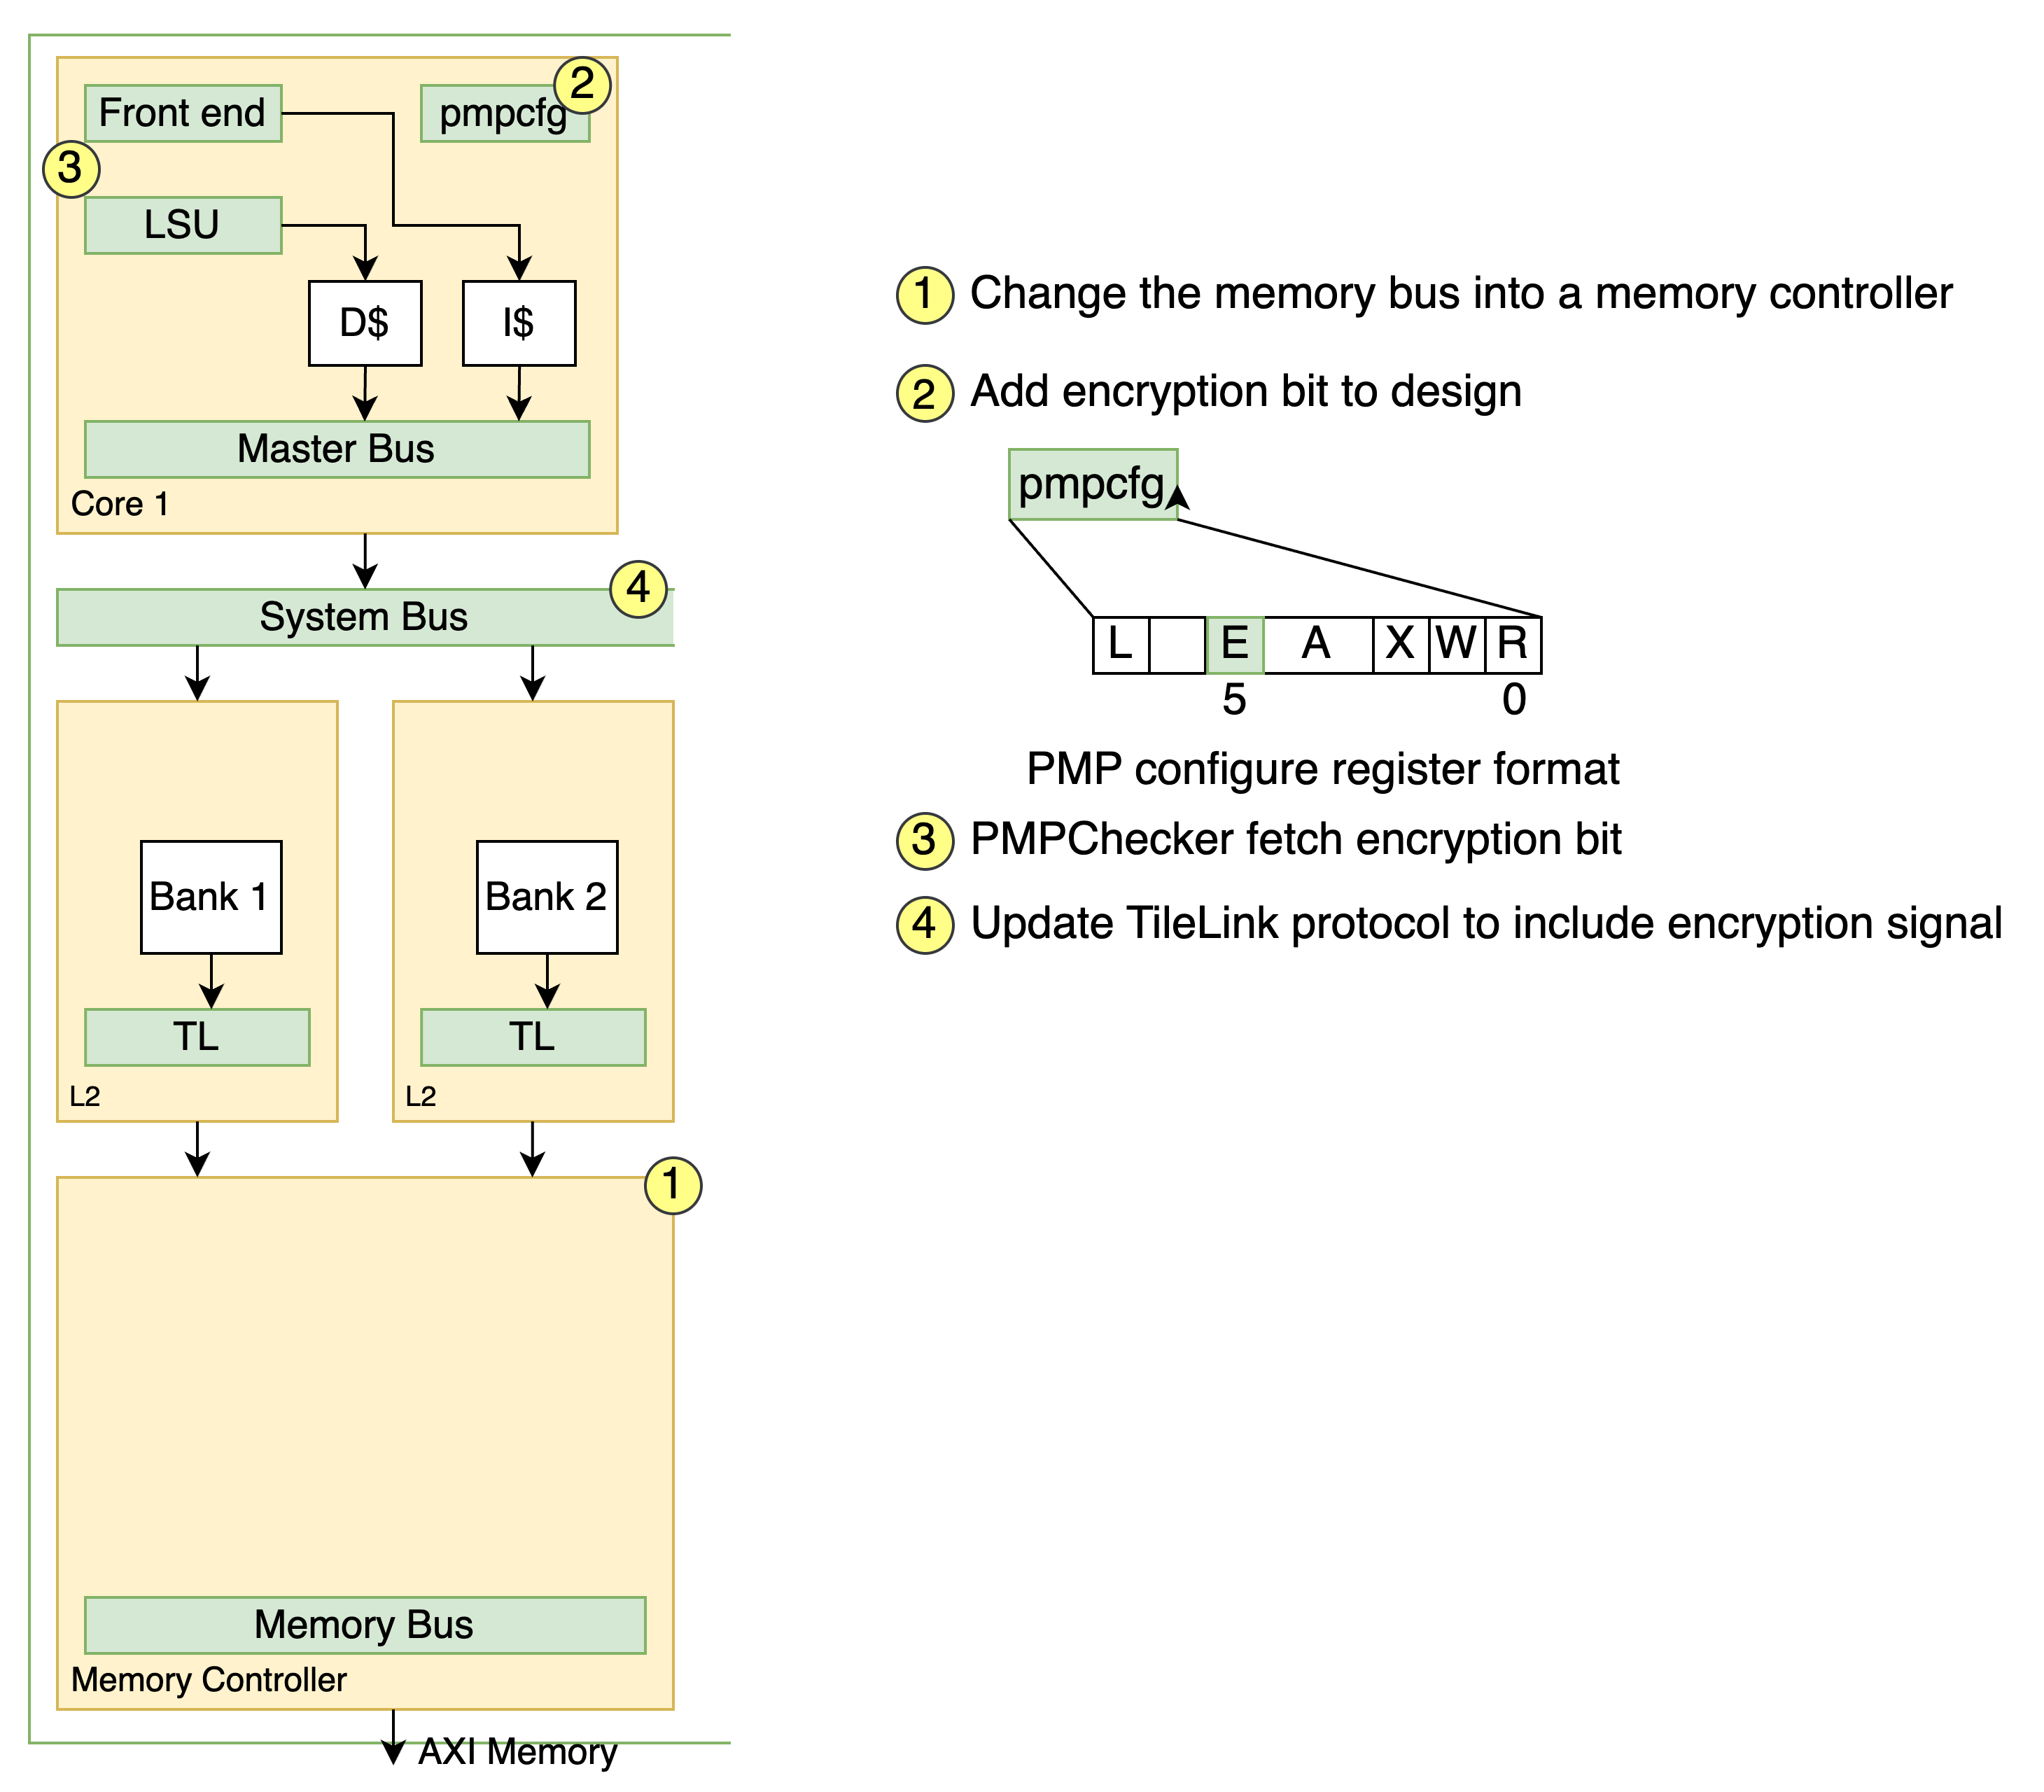 Front end
pmpcfg
2
3
LSU
D$
I$
Master Bus
Core 1
4
System Bus
Bank 1
Bank 2
TL
TL
L2
L2
1
Memory Bus
Memory Controller
AXI Memory
1 Change the memory bus into a memory controller
2 Add encryption bit to design
pmpcfg
L E A X W R
5 0
PMP configure register format
3 PMPChecker fetch encryption bit
4 Update TileLink protocol to include encryption signal